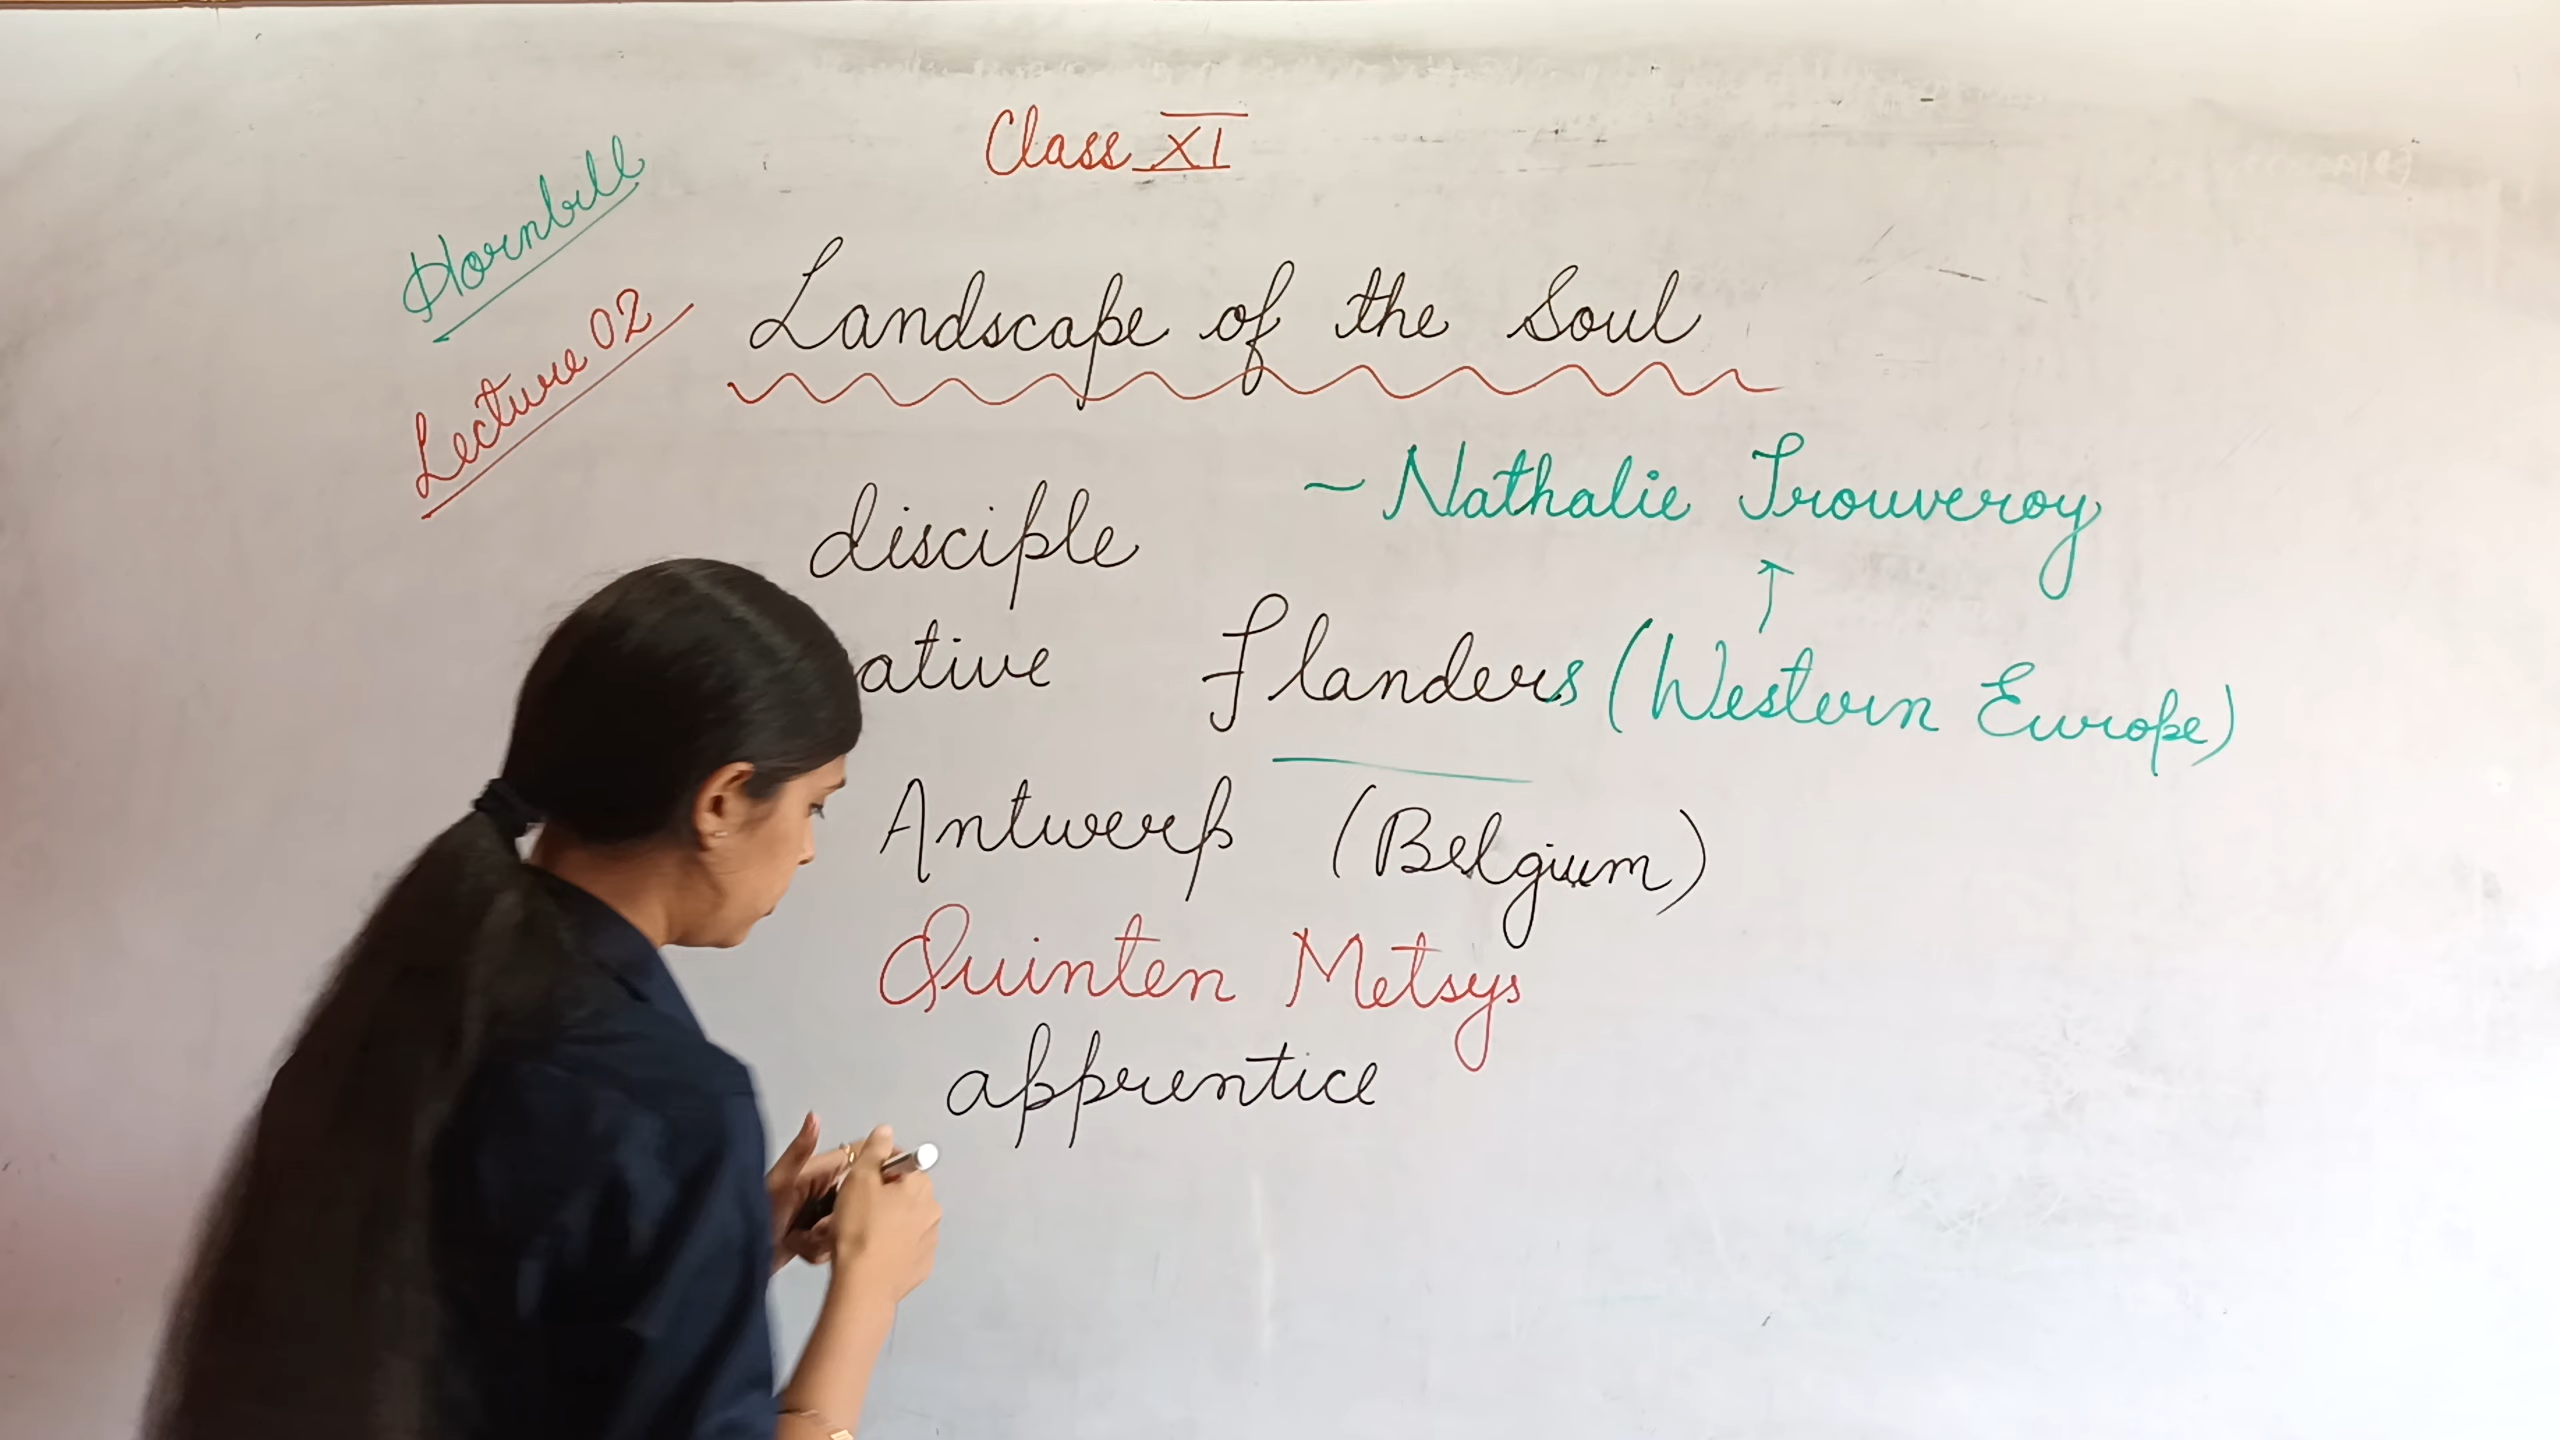 Class XI
Hornbill
Lecture 02
Landscape of the Soul
~ Nathalie Trouveroy
disciple
ative Flanders (Western Europe)
Antwerp (Belgium)
Quinten Metsys
apprentice